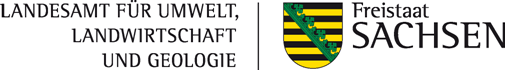 LANDESAMT FÜR UMWELT,
LANDWIRTSCHAFT
UND GEOLOGIE
Freistaat
SACHSEN